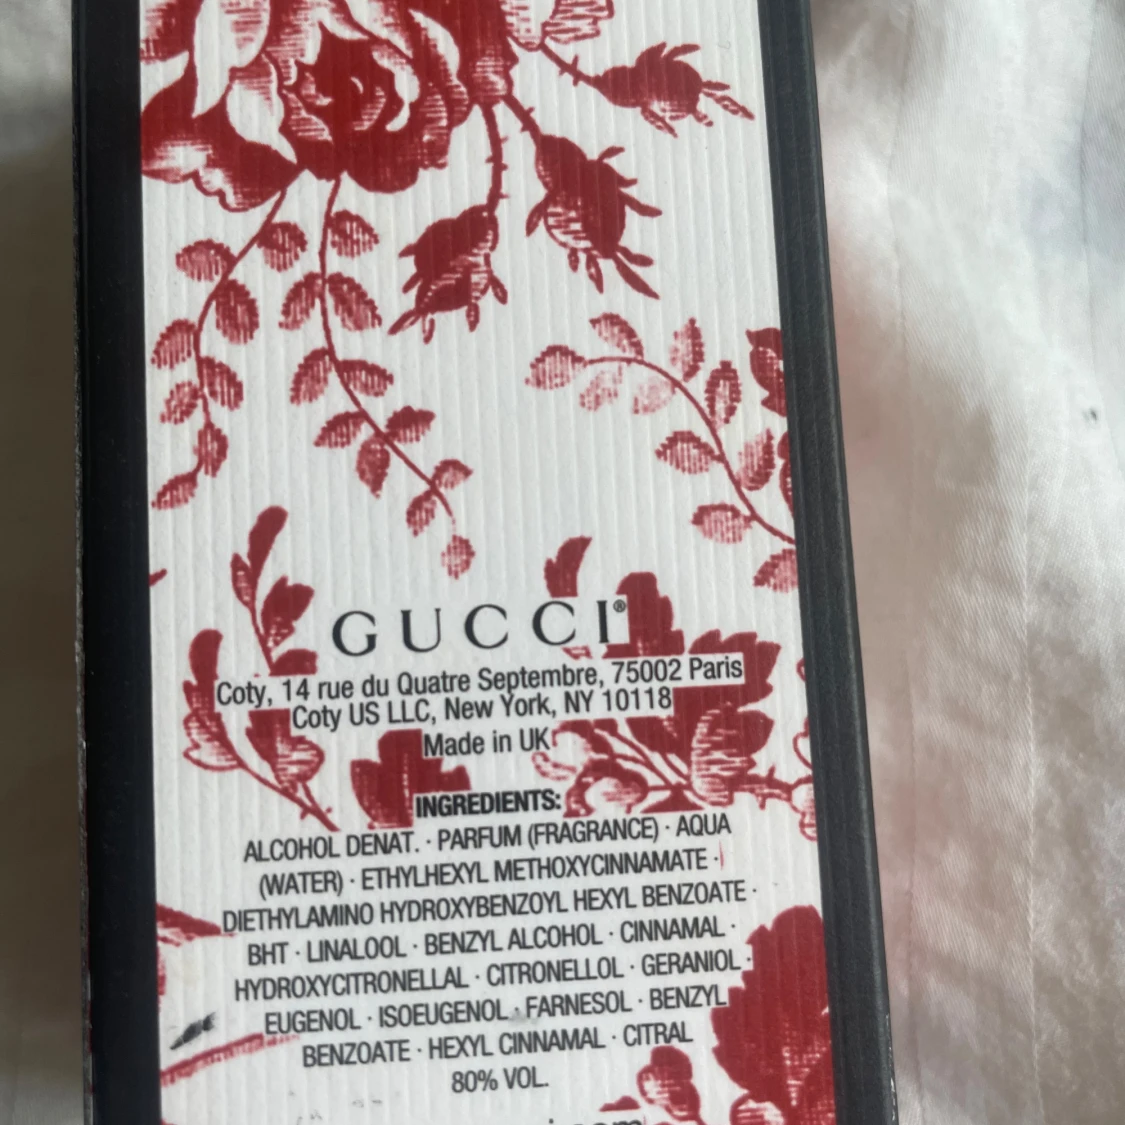 GUCCI®
Coty, 14 rue du Quatre Septembre, 75002 Paris
Coty US LLC, New York, NY 10118
Made in UK
INGREDIENTS:
ALCOHOL DENAT. · PARFUM (FRAGRANCE) · AQUA
(WATER) · ETHYLHEXYL METHOXYCINNAMATE ·
DIETHYLAMINO HYDROXYBENZOYL HEXYL BENZOATE ·
BHT · LINALOOL · BENZYL ALCOHOL · CINNAMAL ·
HYDROXYCITRONELLAL · CITRONELLOL · GERANIOL ·
EUGENOL · ISOEUGENOL · FARNESOL · BENZYL
BENZOATE · HEXYL CINNAMAL · CITRAL
80% VOL.